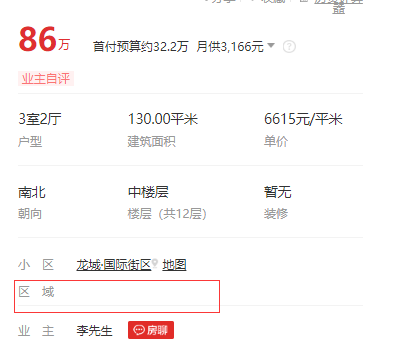 器
86万 首付预算约32.2万 月供3,166元
业主自评
3室2厅 130.00平米 6615元/平米
户型 建筑面积 单价
南北 中楼层 暂无
朝向 楼层（共12层） 装修
小 区 龙城·国际街区 地图
区 域
业 主 李先生 房聊